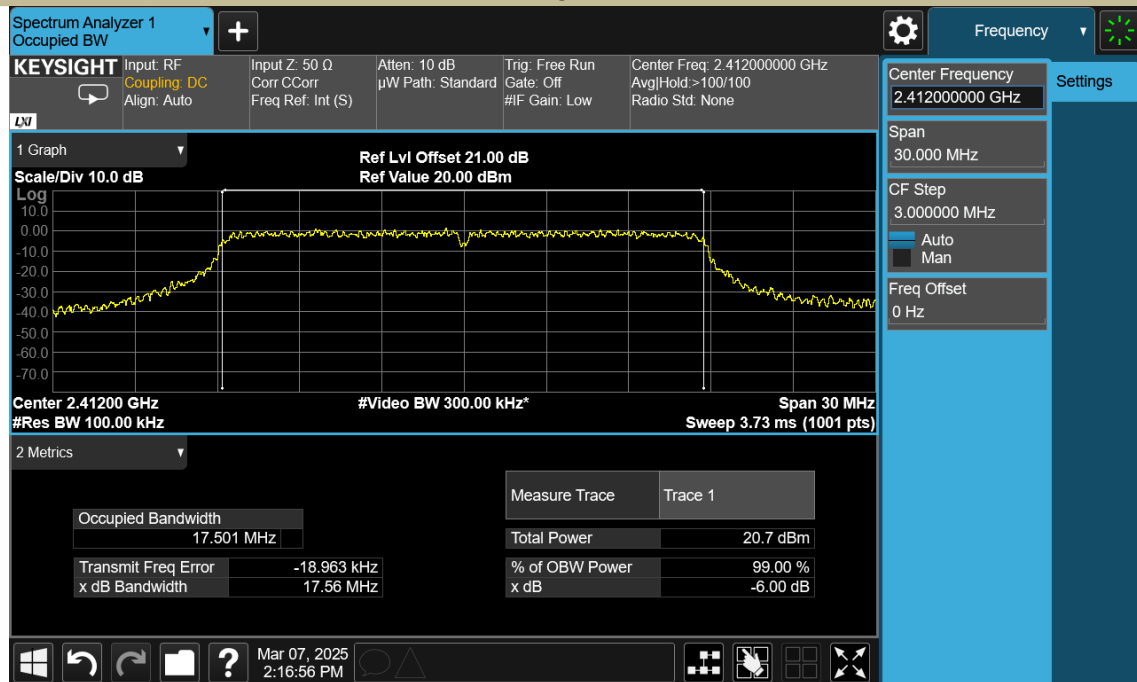 Spectrum Analyzer 1
Occupied BW
+
Frequency
KEYSIGHT
LXI
Input: RF
Coupling: DC
Align: Auto
Input Z: 50 Ω
Corr CCorr
Freq Ref: Int (S)
Atten: 10 dB
µW Path: Standard
Trig: Free Run
Gate: Off
#IF Gain: Low
Center Freq: 2.412000000 GHz
Avg|Hold:>100/100
Radio Std: None
Center Frequency
2.412000000 GHz
Settings
Span
30.000 MHz
CF Step
3.000000 MHz
Auto
Man
Freq Offset
0 Hz
1 Graph
Scale/Div 10.0 dB
Ref Lvl Offset 21.00 dB
Ref Value 20.00 dBm
Log
10.0
0.00
-10.0
-20.0
-30.0
-40.0
-50.0
-60.0
-70.0
Center 2.41200 GHz
#Video BW 300.00 kHz*
Span 30 MHz
#Res BW 100.00 kHz
Sweep 3.73 ms (1001 pts)
2 Metrics
Measure Trace Trace 1
Occupied Bandwidth
17.501 MHz
Total Power 20.7 dBm
Transmit Freq Error -18.963 kHz
% of OBW Power 99.00 %
x dB Bandwidth 17.56 MHz
x dB -6.00 dB
?
Mar 07, 2025
2:16:56 PM